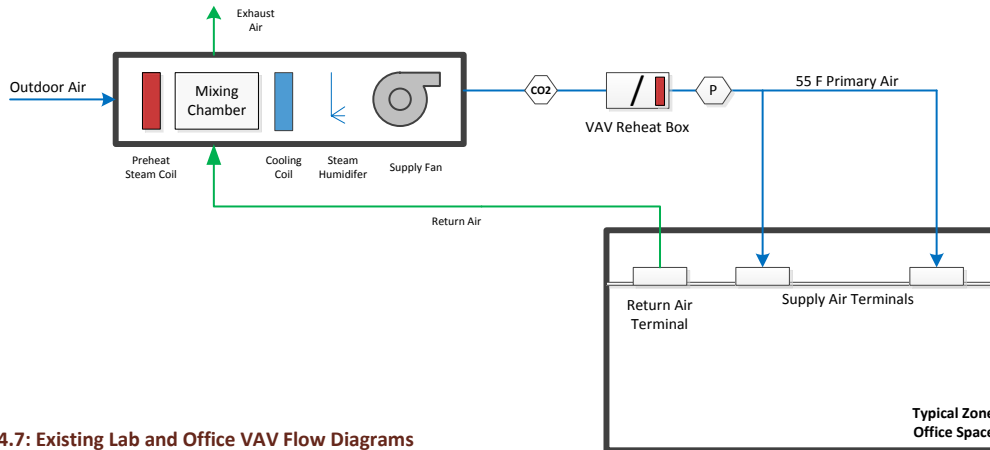 Exhaust
Air
Outdoor Air
Mixing
Chamber
CO2
P
55 F Primary Air
VAV Reheat Box
Preheat
Steam Coil
Cooling
Coil
Steam
Humidifer
Supply Fan
Return Air
Return Air
Terminal
Supply Air Terminals
Typical Zone
Office Space
4.7: Existing Lab and Office VAV Flow Diagrams